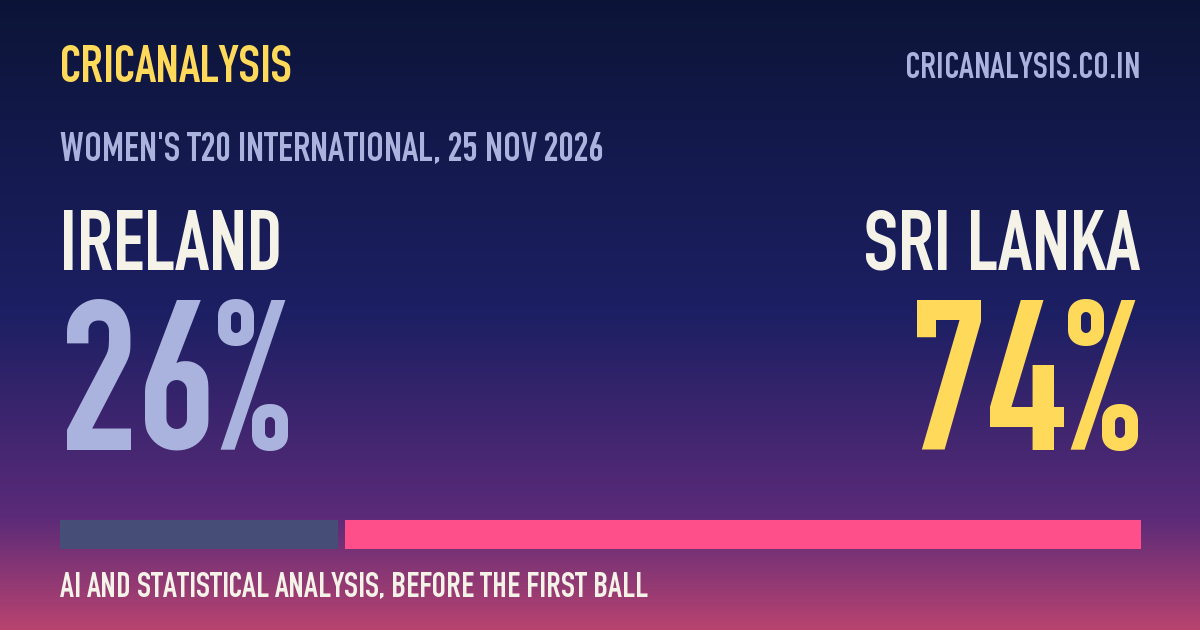 CRICANALYSIS
CRICANALYSIS.CO.IN
WOMEN'S T20 INTERNATIONAL, 25 NOV 2026
IRELAND
SRI LANKA
26%
74%
AI AND STATISTICAL ANALYSIS, BEFORE THE FIRST BALL